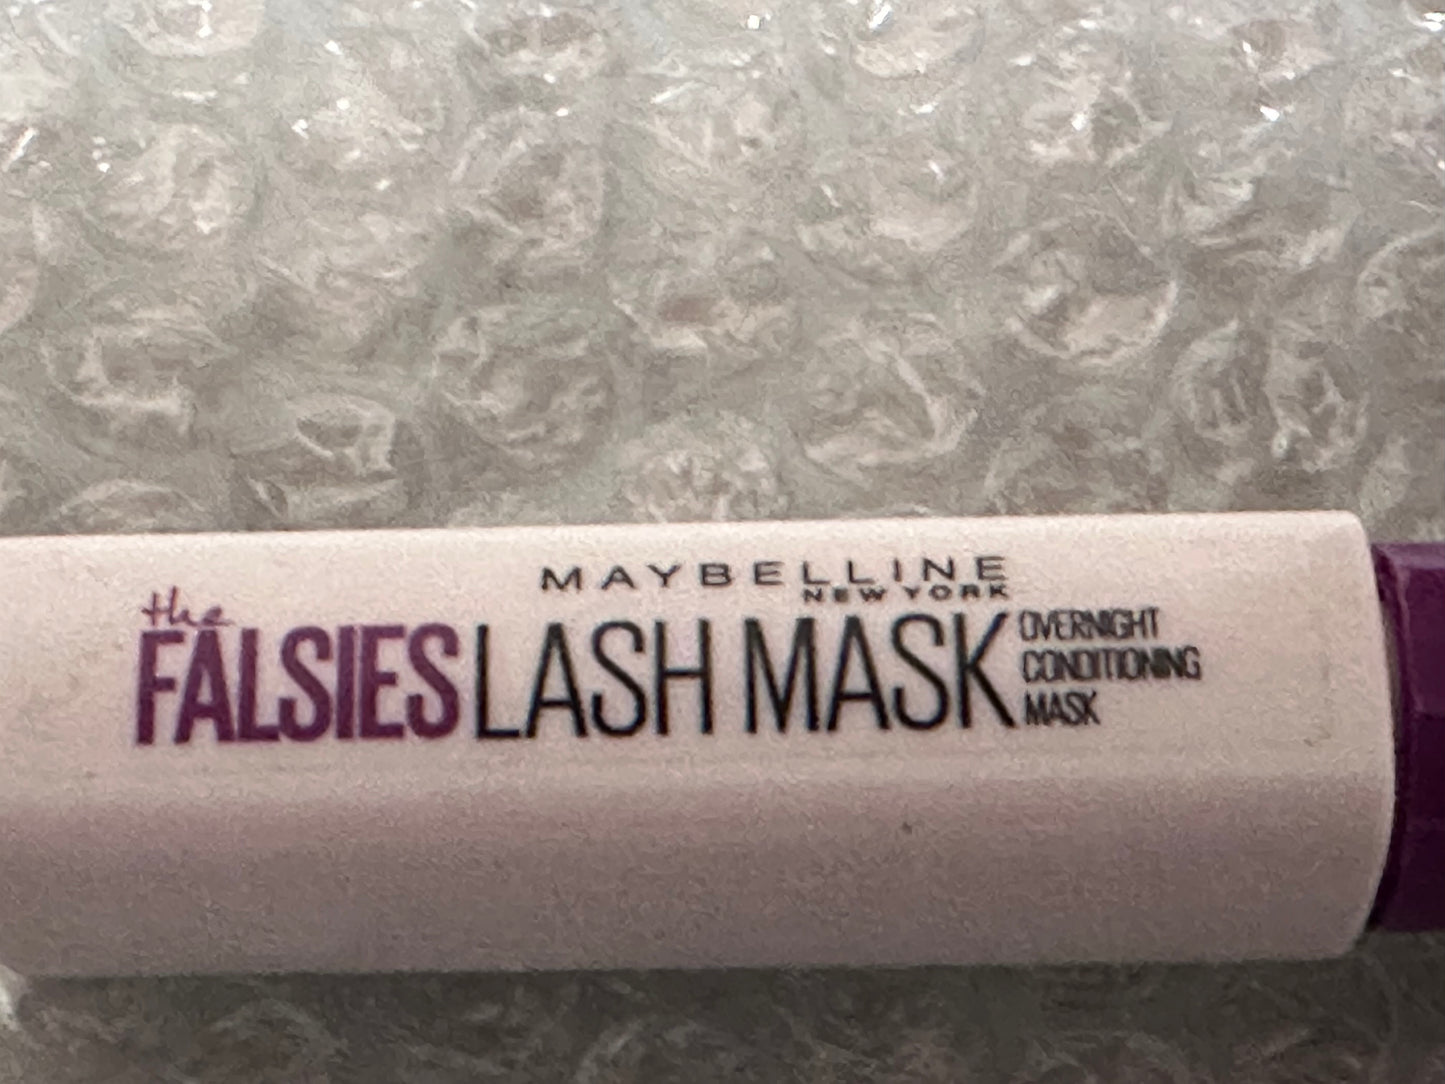 MAYBELLINE
NEW YORK
the
FALSIES LASH MASK
OVERNIGHT
CONDITIONING
MASK